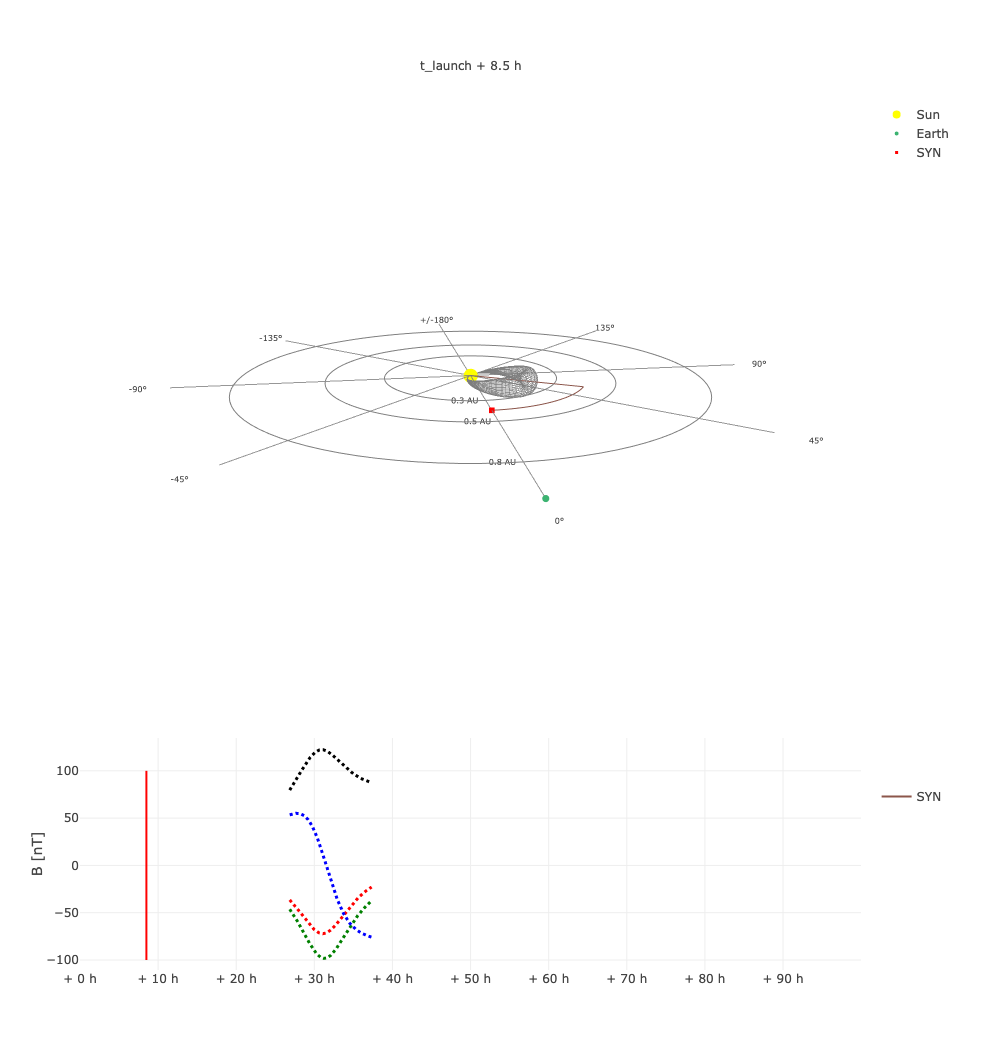 t_launch + 8.5 h
Sun
Earth
SYN
+/-180°
135°
-135°
90°
-90°
0.3 AU
0.5 AU
45°
0.8 AU
-45°
0°
100
50
0
−50
−100
B [nT]
SYN
+ 0 h
+ 10 h
+ 20 h
+ 30 h
+ 40 h
+ 50 h
+ 60 h
+ 70 h
+ 80 h
+ 90 h